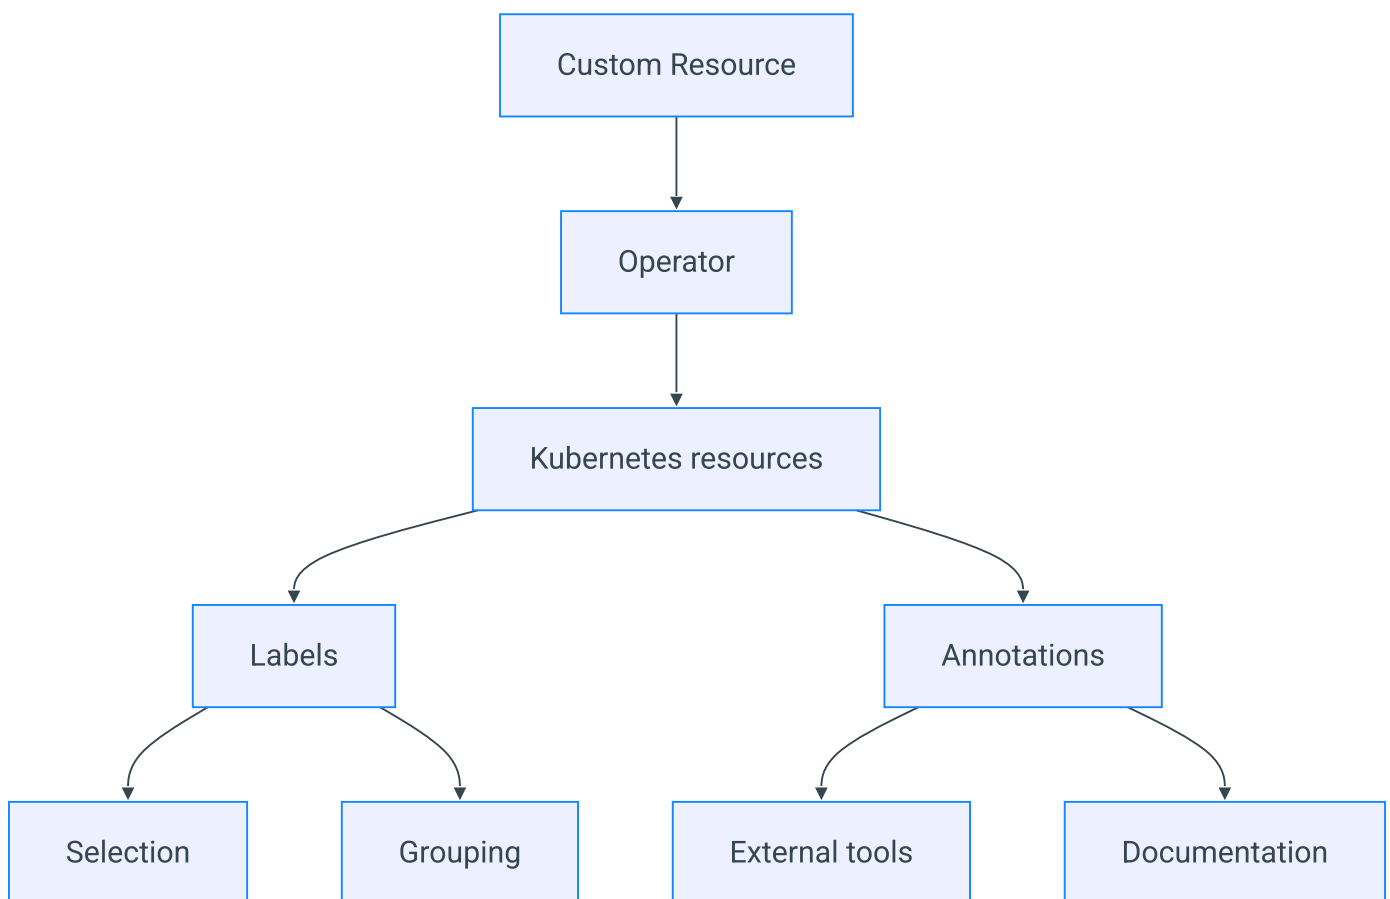 Custom Resource
Operator
Kubernetes resources
Labels
Annotations
Selection
Grouping
External tools
Documentation